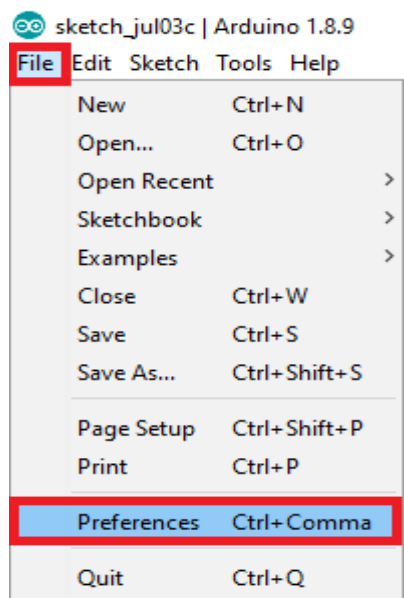 sketch_jul03c | Arduino 1.8.9
File Edit Sketch Tools Help
New Ctrl+N
Open... Ctrl+O
Open Recent >
Sketchbook >
Examples >
Close Ctrl+W
Save Ctrl+S
Save As... Ctrl+Shift+S
Page Setup Ctrl+Shift+P
Print Ctrl+P
Preferences Ctrl+Comma
Quit Ctrl+Q